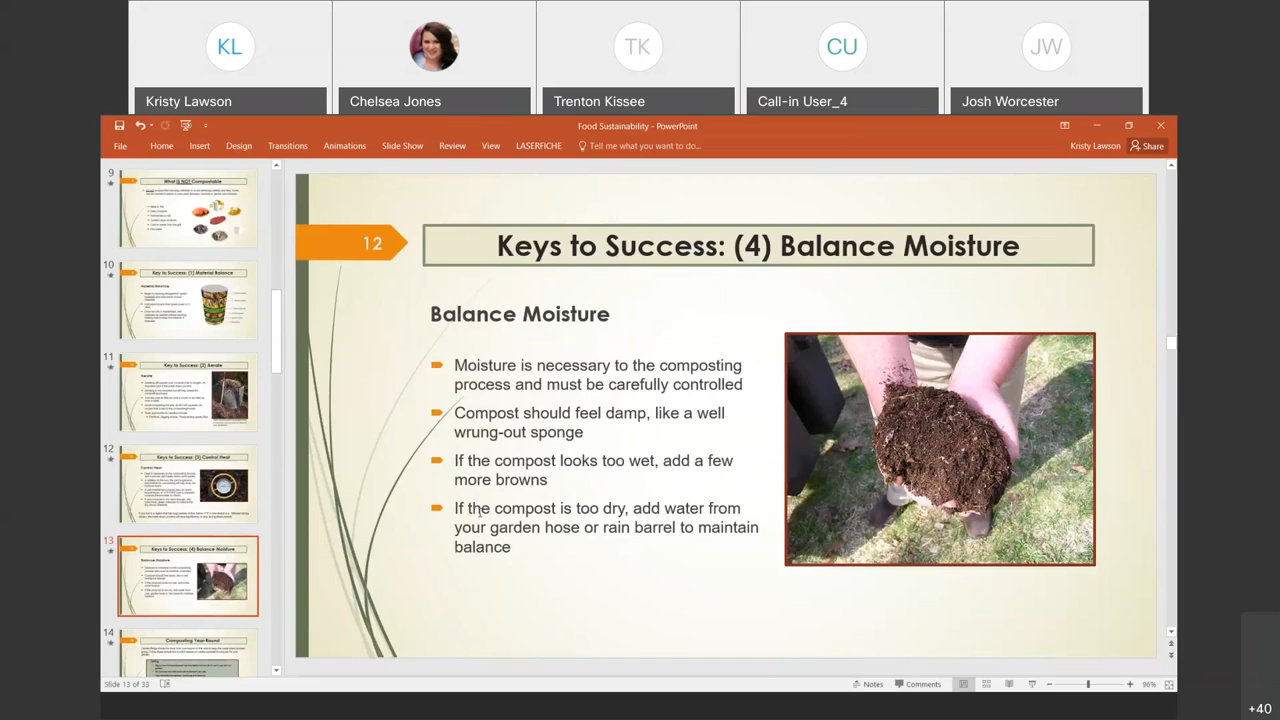 KL
TK
CU
JW
Kristy Lawson
Chelsea Jones
Trenton Kissee
Call-in User_4
Josh Worcester
Food Sustainability - PowerPoint
File Home Insert Design Transitions Animations Slide Show Review View LASERFICHE Tell me what you want to do... Kristy Lawson Share
9
What IS NOT Compostable
10
Key to Success: (1) Material Balance
11
Key to Success: (2) Aerate
Aerate
12
Keys to Success: (3) Control Heat
Control Heat
13
Keys to Success: (4) Balance Moisture
Balance Moisture
14
Composting Year-Round
12
Keys to Success: (4) Balance Moisture
Balance Moisture
Moisture is necessary to the composting
process and must be carefully controlled
Compost should feel damp, like a well
wrung-out sponge
If the compost looks too wet, add a few
more browns
If the compost is too dry, add water from
your garden hose or rain barrel to maintain
balance
Slide 13 of 33
Notes Comments 96%
+40